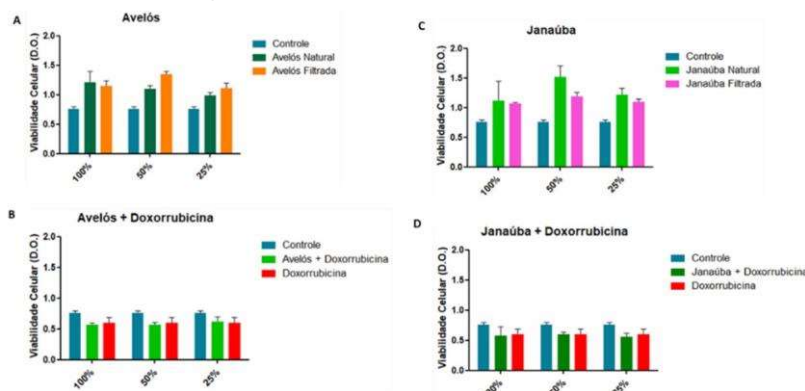 A
Avelós
Controle
Avelós Natural
Avelós Filtrada
Viabilidade Celular (D.O.)
2.0
1.5
1.0
0.5
0.0
100%
50%
25%
C
Janaúba
Controle
Janaúba Natural
Janaúba Filtrada
Viabilidade Celular (D.O.)
2.0
1.5
1.0
0.5
0.0
100%
50%
25%
B
Avelós + Doxorrubicina
Controle
Avelós + Doxorrubicina
Doxorrubicina
Viabilidade Celular (D.O.)
2.0
1.5
1.0
0.5
0.0
100%
50%
25%
D
Janaúba + Doxorrubicina
Controle
Janaúba + Doxorrubicina
Doxorrubicina
Viabilidade Celular (D.O.)
2.0
1.5
1.0
0.5
0.0